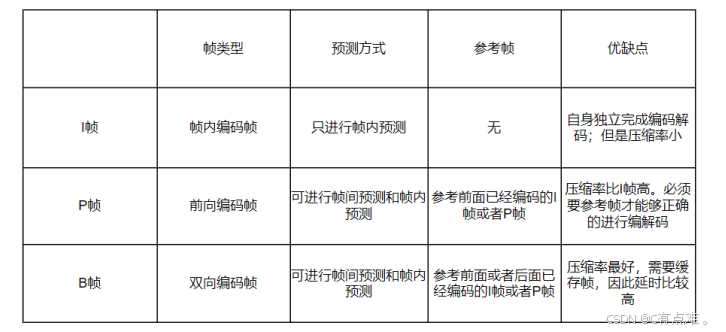 帧类型
预测方式
参考帧
优缺点
I帧
帧内编码帧
只进行帧内预测
无
自身独立完成编码解
码；但是压缩率小
P帧
前向编码帧
可进行帧间预测和帧内
预测
参考前面已经编码的I
帧或者P帧
压缩率比I帧高。必须
要参考帧才能够正确
的进行编解码
B帧
双向编码帧
可进行帧间预测和帧内
预测
参考前面或者后面已
经编码的I帧或者P帧
压缩率最好，需要缓
存帧，因此延时比较
高
CSDN @C有点难。